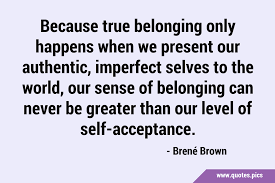 Because true belonging only
happens when we present our
authentic, imperfect selves to the
world, our sense of belonging can
never be greater than our level of
self-acceptance.
- Brené Brown
www.quotes.pics